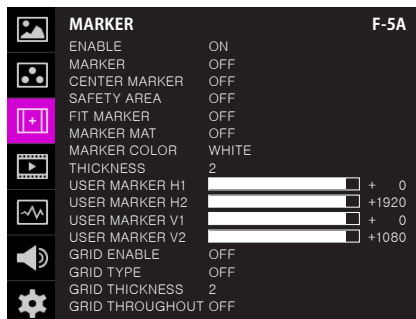 MARKER F-5A
ENABLE ON
MARKER OFF
CENTER MARKER OFF
SAFETY AREA OFF
FIT MARKER OFF
MARKER MAT OFF
MARKER COLOR WHITE
THICKNESS 2
USER MARKER H1 + 0
USER MARKER H2 +1920
USER MARKER V1 + 0
USER MARKER V2 +1080
GRID ENABLE OFF
GRID TYPE OFF
GRID THICKNESS 2
GRID THROUGHOUT OFF